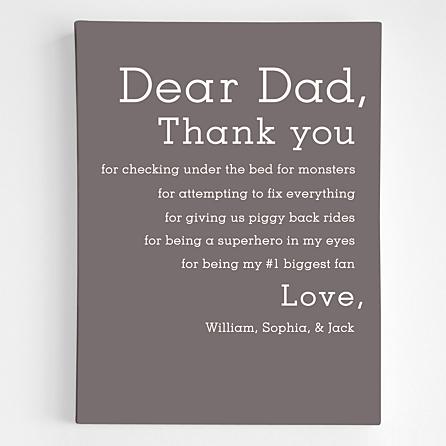 Dear Dad,
Thank you
for checking under the bed for monsters
for attempting to fix everything
for giving us piggy back rides
for being a superhero in my eyes
for being my #1 biggest fan
Love,
William, Sophia, & Jack